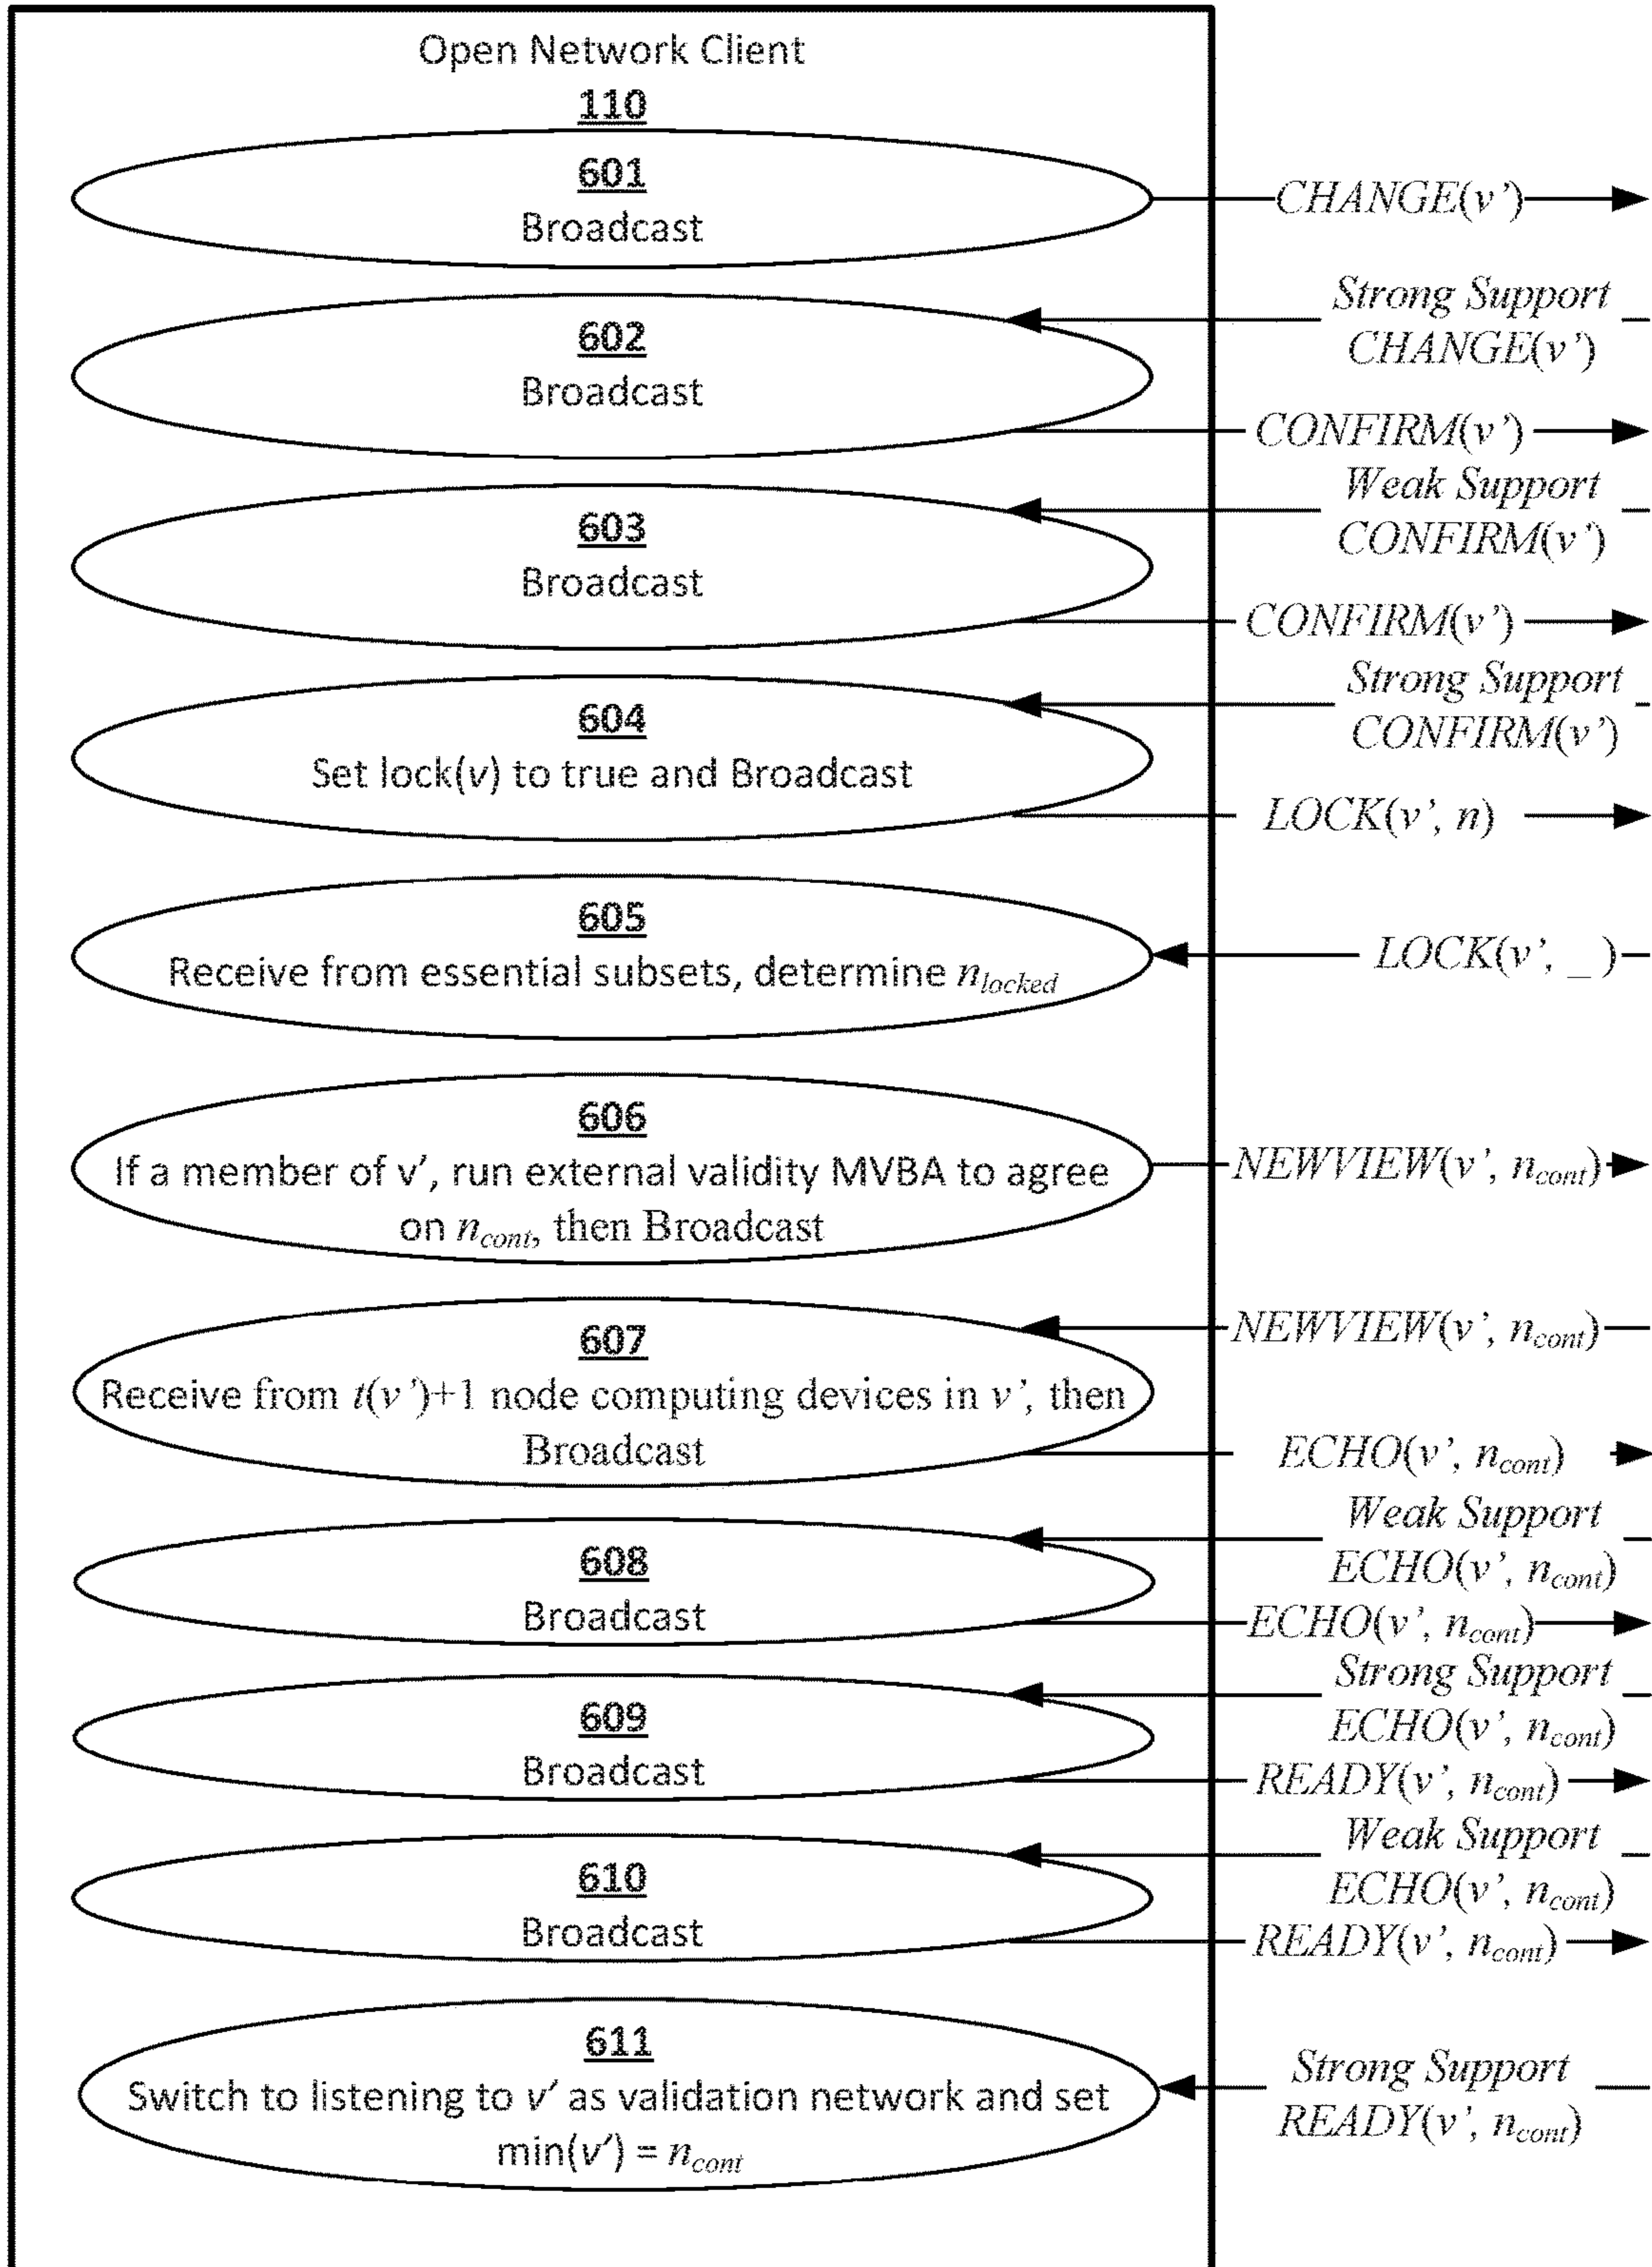 Open Network Client
110
601
Broadcast
CHANGE(v’)
Strong Support
CHANGE(v’)
602
Broadcast
CONFIRM(v’)
Weak Support
CONFIRM(v’)
603
Broadcast
CONFIRM(v’)
Strong Support
CONFIRM(v’)
604
Set lock(v) to true and Broadcast
LOCK(v’, n)
605
Receive from essential subsets, determine n_locked
LOCK(v’, _ )
606
If a member of v’, run external validity MVBA to agree
on n_cont, then Broadcast
NEWVIEW(v’, n_cont)
NEWVIEW(v’, n_cont)
607
Receive from t(v’)+1 node computing devices in v’, then
Broadcast
ECHO(v’, n_cont)
Weak Support
ECHO(v’, n_cont)
608
Broadcast
ECHO(v’, n_cont)
Strong Support
ECHO(v’, n_cont)
609
Broadcast
READY(v’, n_cont)
Weak Support
ECHO(v’, n_cont)
610
Broadcast
READY(v’, n_cont)
611
Switch to listening to v’ as validation network and set
min(v’) = n_cont
Strong Support
READY(v’, n_cont)